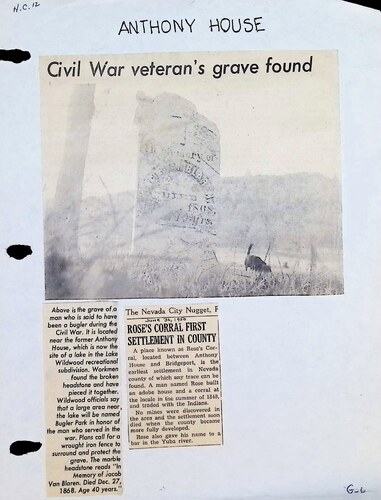 N.C. 12
ANTHONY HOUSE
Civil War veteran's grave found
In Memory of
Above is the grave of a
man who is said to have
been a bugler during the
Civil War. It is located
near the former Anthony
House, which is now the
site of a lake in the Lake
Wildwood recreational
subdivision. Workmen
found the broken
headstone and have
pieced it together.
Wildwood officials say
that a large area near
the lake will be named
Bugler Park in honor of
the man who served in the
war. Plans call for a
wrought iron fence to
surround and protect the
grave. The marble
headstone reads "In
Memory of Jacob
Van Bloren. Died Dec. 27,
1868. Age 40 years."
The Nevada City Nugget, F
ROSE'S CORRAL FIRST
SETTLEMENT IN COUNTY
A place known as Rose's Cor-
ral, located between Anthony
House and Bridgeport, is the
earliest settlement in Nevada
county of which any trace can be
found. A man named Rose built
an adobe house and a corral at
the locale in the summer of 1848,
and traded with the Indians.
No mines were discovered in
the area and the settlement soon
died when the county became
more fully developed.
Rose also gave his name to a
bar in the Yuba river.